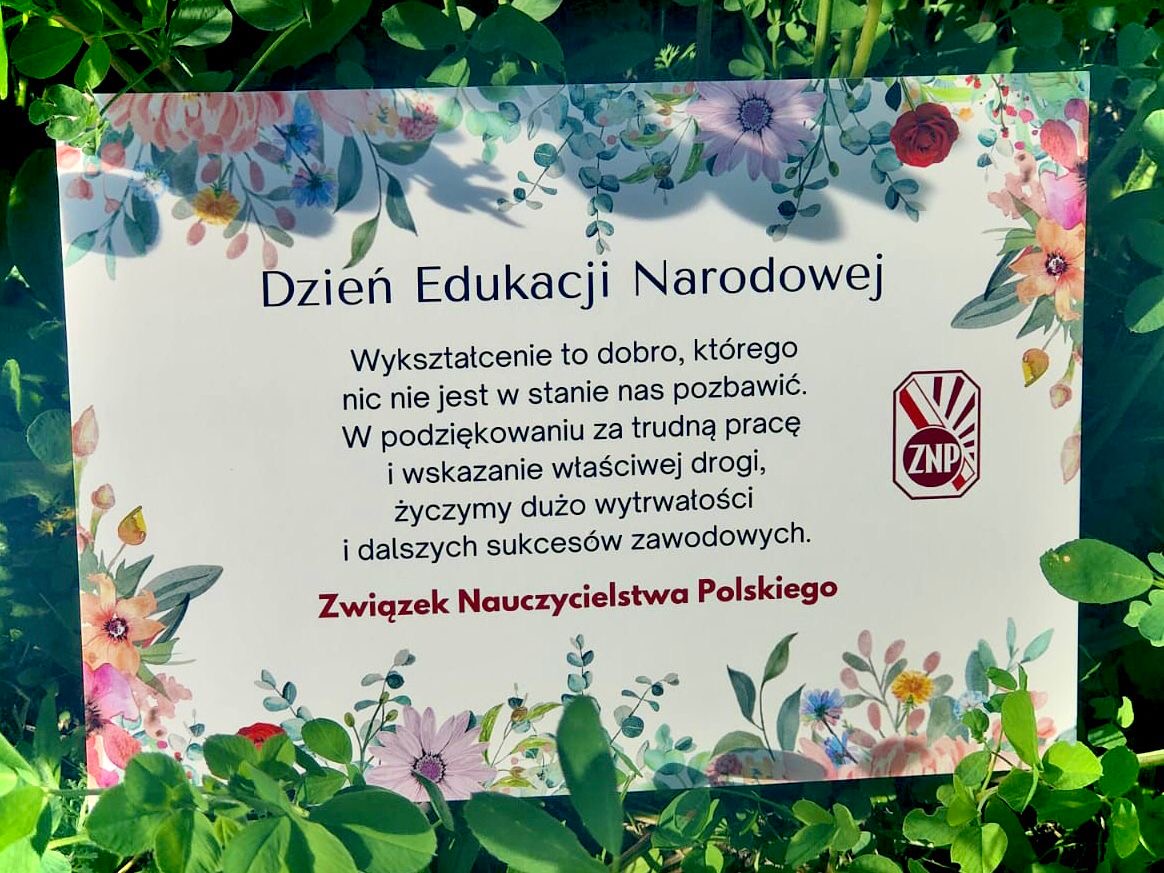 Dzień Edukacji Narodowej
Wykształcenie to dobro, którego
nic nie jest w stanie nas pozbawić.
W podziękowaniu za trudną pracę
i wskazanie właściwej drogi,
życzymy dużo wytrwałości
i dalszych sukcesów zawodowych.
ZNP
Związek Nauczycielstwa Polskiego